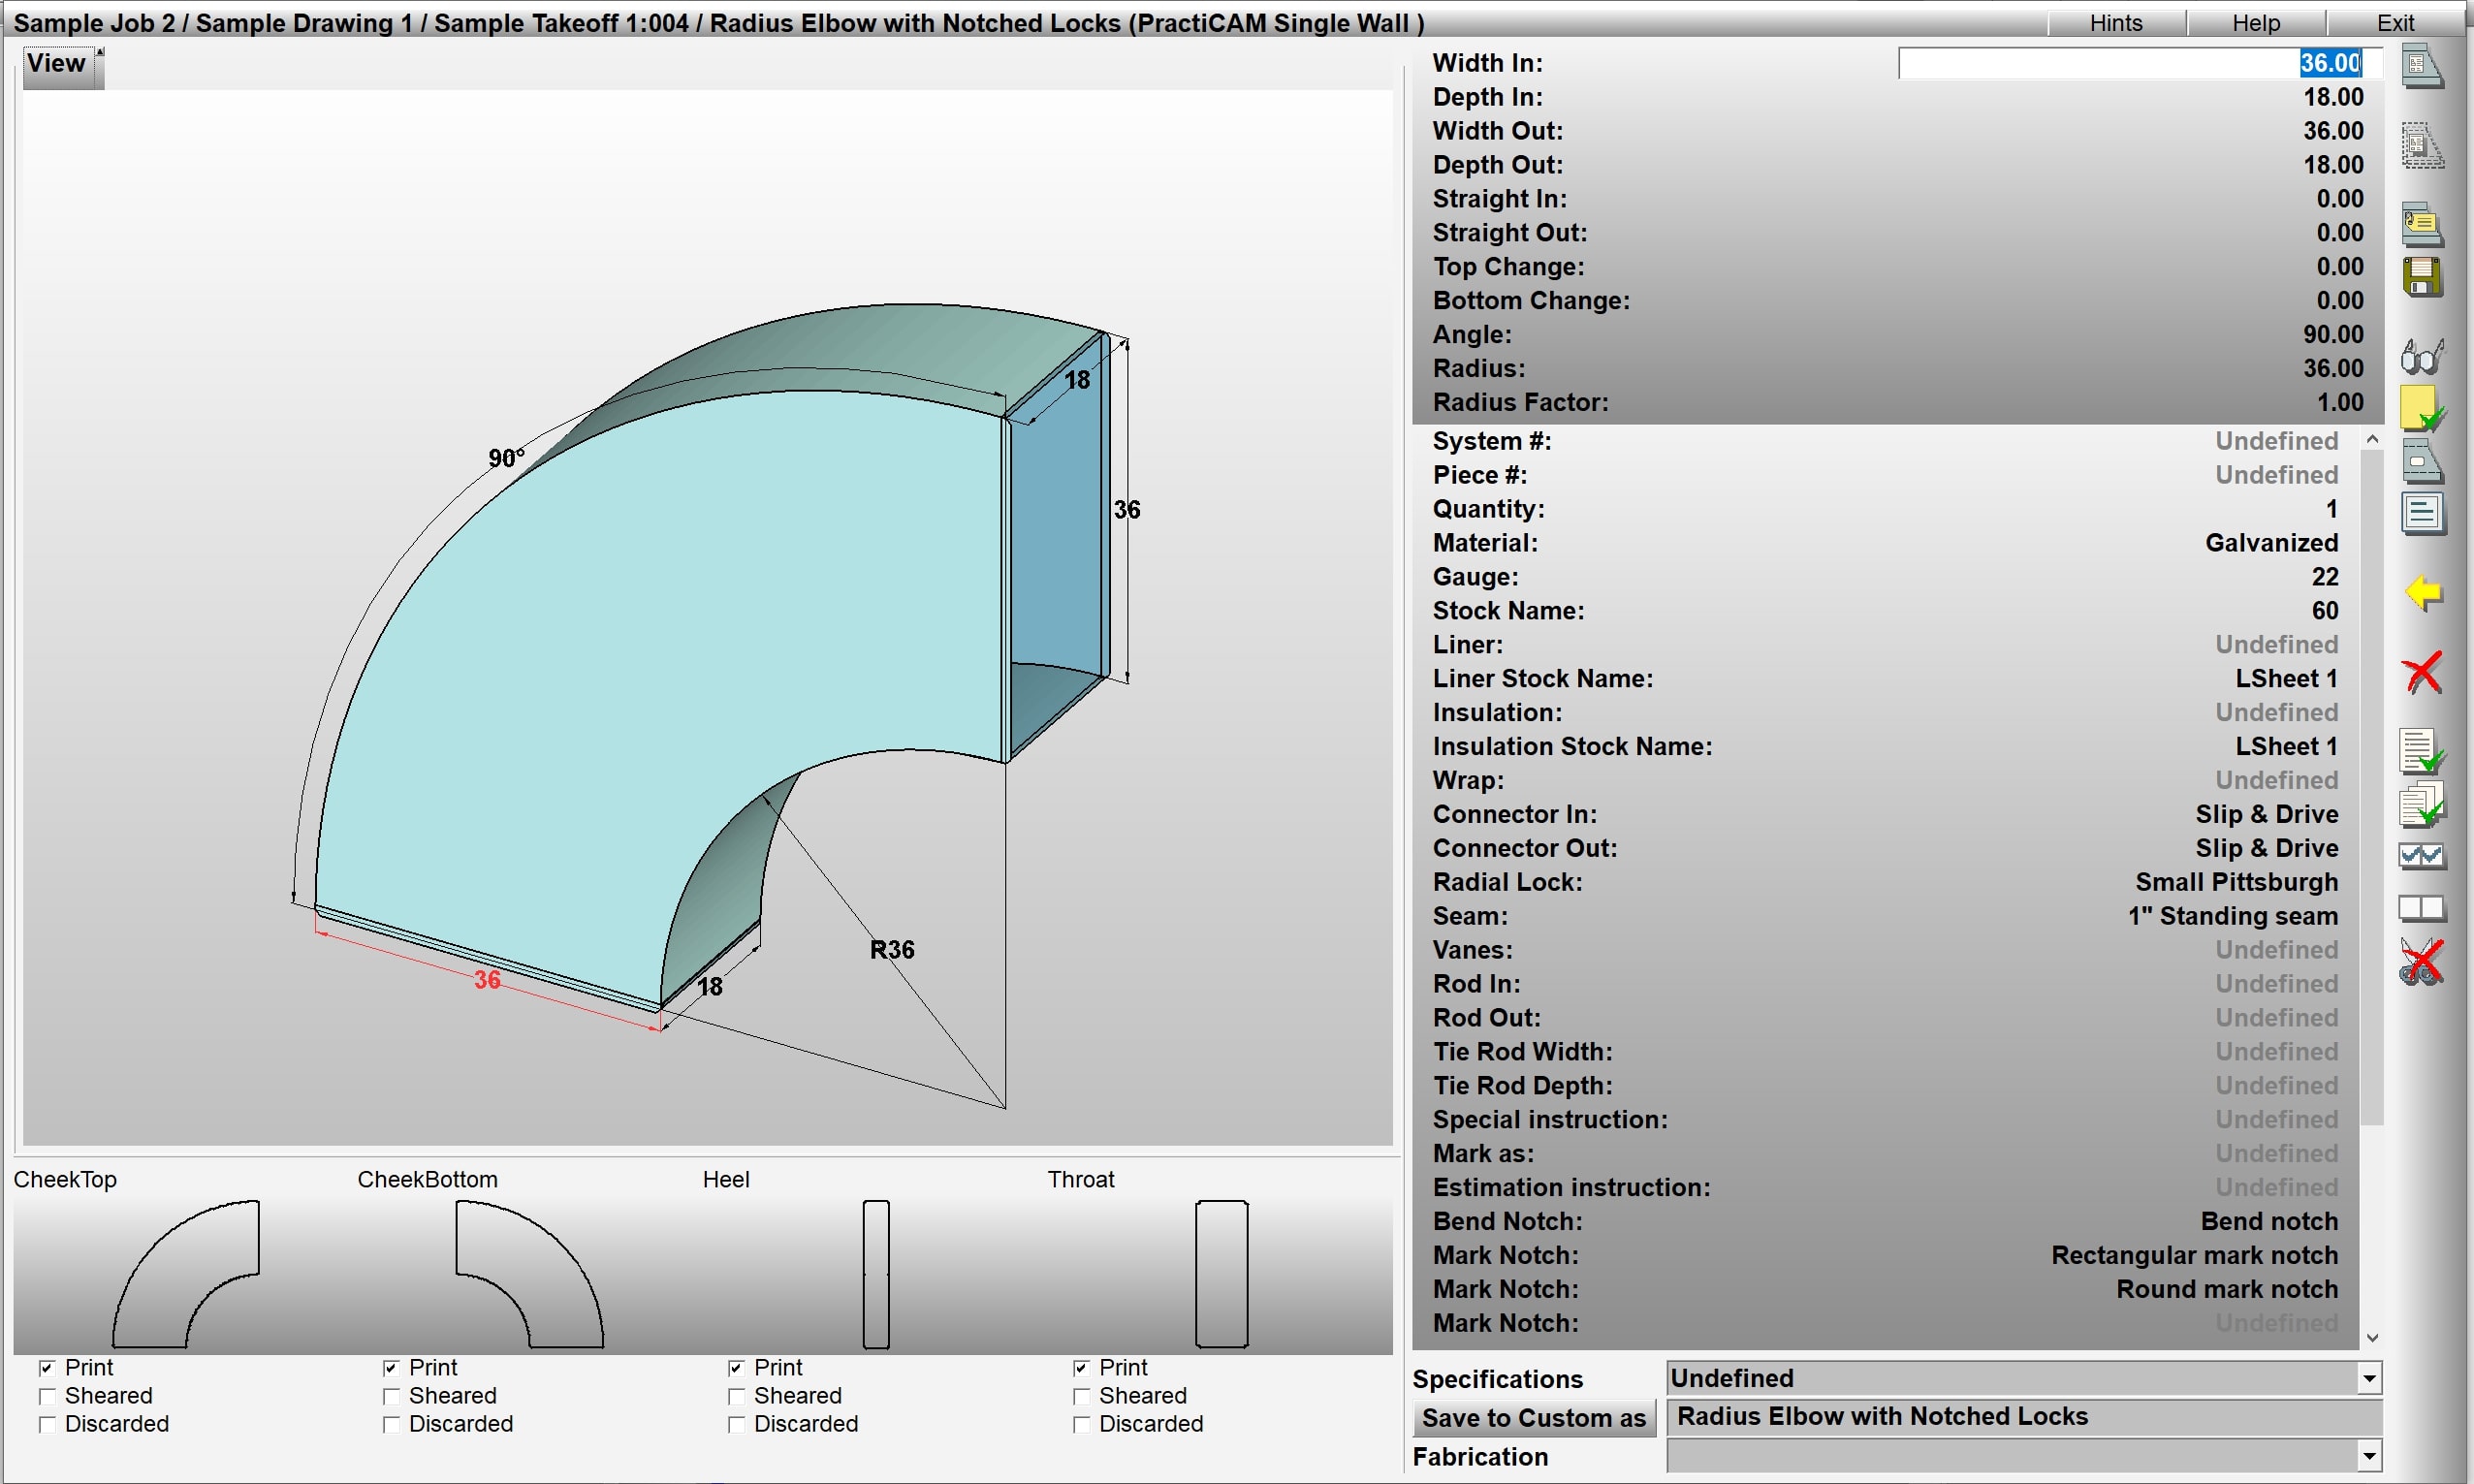 Sample Job 2 / Sample Drawing 1 / Sample Takeoff 1:004 / Radius Elbow with Notched Locks (PractiCAM Single Wall )
Hints Help Exit
View
18
90°
36
R36
18
36
Width In: 36.00
Depth In: 18.00
Width Out: 36.00
Depth Out: 18.00
Straight In: 0.00
Straight Out: 0.00
Top Change: 0.00
Bottom Change: 0.00
Angle: 90.00
Radius: 36.00
Radius Factor: 1.00
System #: Undefined
Piece #: Undefined
Quantity: 1
Material: Galvanized
Gauge: 22
Stock Name: 60
Liner: Undefined
Liner Stock Name: LSheet 1
Insulation: Undefined
Insulation Stock Name: LSheet 1
Wrap: Undefined
Connector In: Slip & Drive
Connector Out: Slip & Drive
Radial Lock: Small Pittsburgh
Seam: 1" Standing seam
Vanes: Undefined
Rod In: Undefined
Rod Out: Undefined
Tie Rod Width: Undefined
Tie Rod Depth: Undefined
Special instruction: Undefined
Mark as: Undefined
Estimation instruction: Undefined
Bend Notch: Bend notch
Mark Notch: Rectangular mark notch
Mark Notch: Round mark notch
Mark Notch: Undefined
Specifications Undefined
Save to Custom as Radius Elbow with Notched Locks
Fabrication
CheekTop CheekBottom Heel Throat
Print Print Print Print
Sheared Sheared Sheared Sheared
Discarded Discarded Discarded Discarded